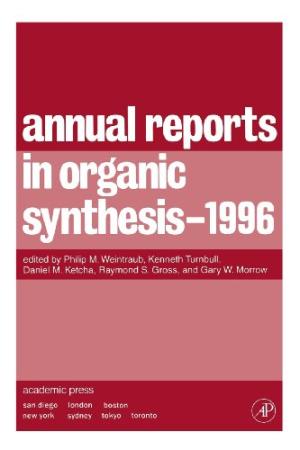 annual reports
in organic
synthesis–1996
edited by Philip M. Weintraub, Kenneth Turnbull,
Daniel M. Ketcha, Raymond S. Gross, and Gary W. Morrow
academic press
san diego london boston
new york sydney tokyo toronto
AP